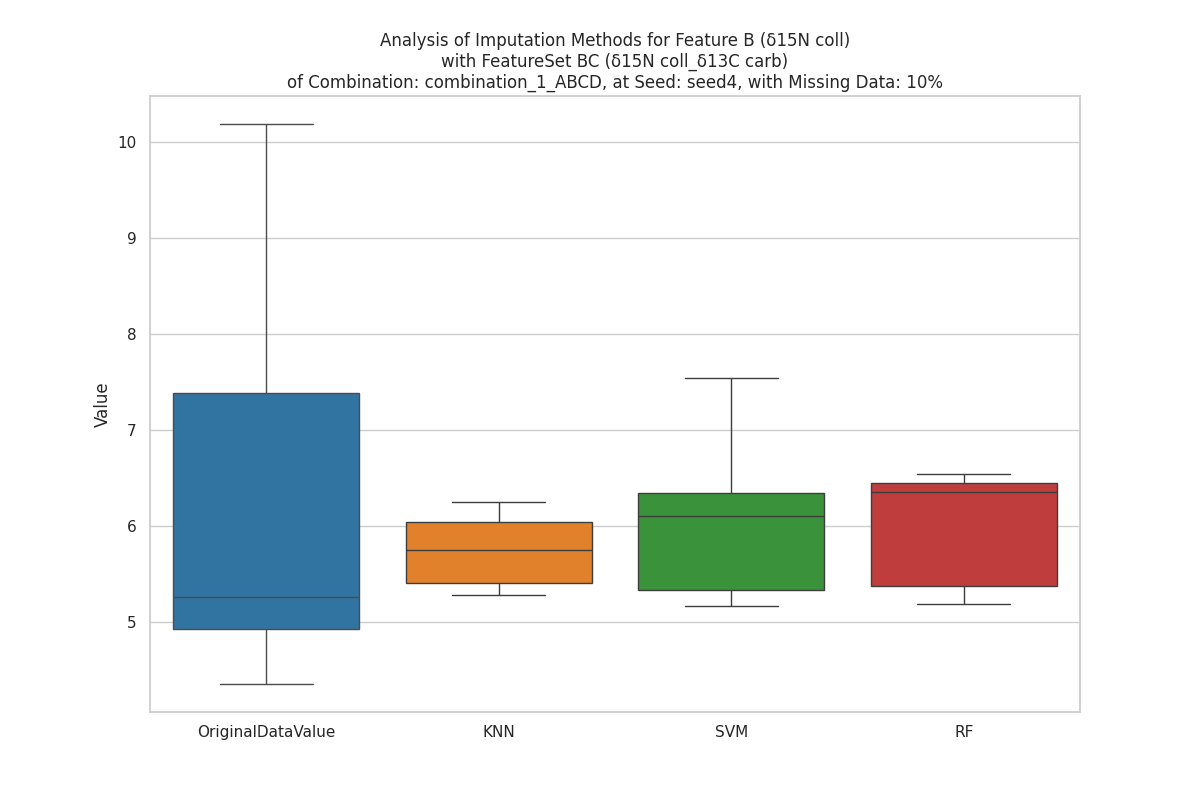 Analysis of Imputation Methods for Feature B (δ15N coll)
with FeatureSet BC (δ15N coll_δ13C carb)
of Combination: combination_1_ABCD, at Seed: seed4, with Missing Data: 10%
10
9
8
7
6
5
Value
OriginalDataValue
KNN
SVM
RF